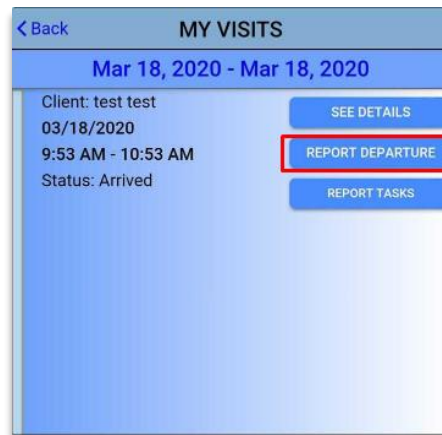 Back
MY VISITS
Mar 18, 2020 - Mar 18, 2020
Client: test test
03/18/2020
9:53 AM - 10:53 AM
Status: Arrived
SEE DETAILS
REPORT DEPARTURE
REPORT TASKS